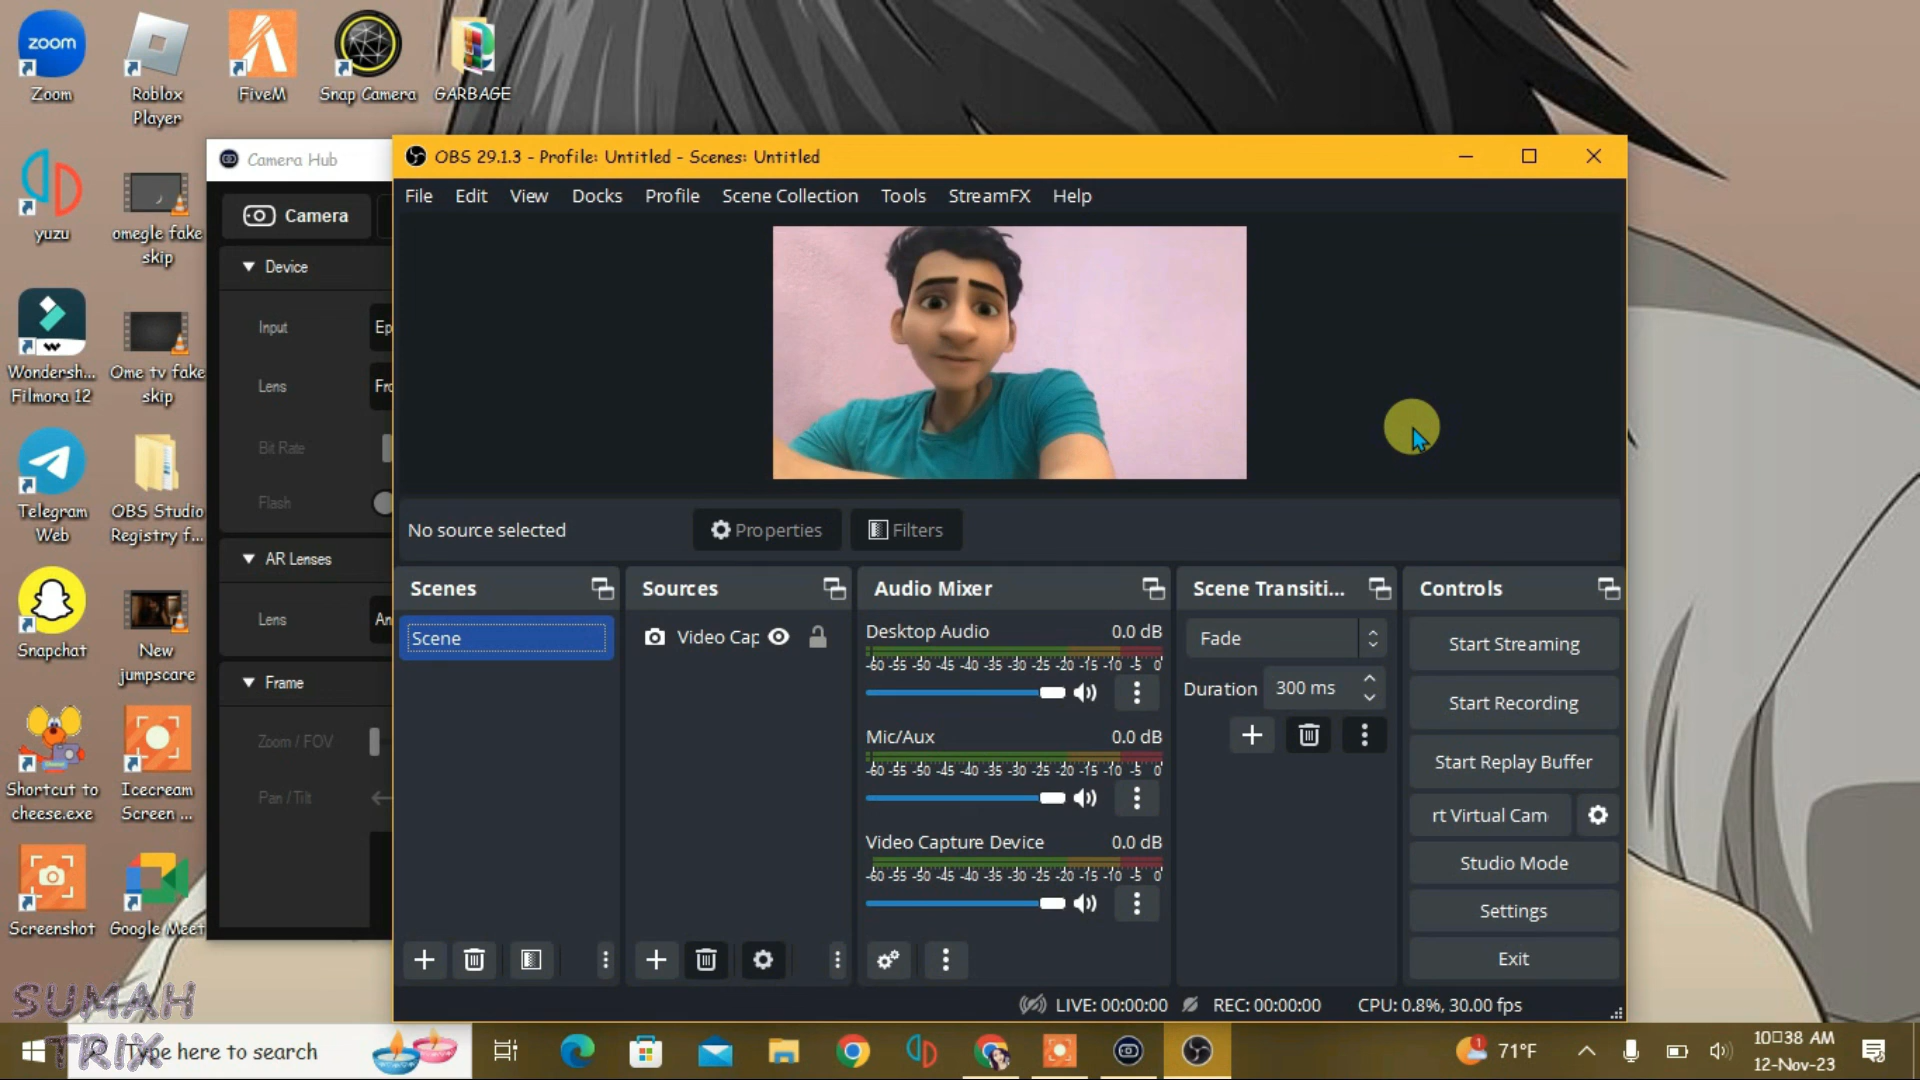 zoom
Zoom
Roblox
Player
FiveM
Snap Camera
GARBAGE
yuzu
omegle fake
skip
Wondersh...
Filmora 12
Ome tv fake
skip
Telegram
Web
OBS Studio
Registry f...
Snapchat
New
jumpscare
Shortcut to
cheese.exe
Icecream
Screen ...
Screenshot
Google Meet
SUMAH
TRIX
Camera Hub
Camera
Device
Input
Ep
Lens
Fro
Bit Rate
Flash
AR Lenses
Lens
An
Frame
Zoom / FOV
Pan / Tilt
OBS 29.1.3 - Profile: Untitled - Scenes: Untitled
File Edit View Docks Profile Scene Collection Tools StreamFX Help
No source selected
Properties
Filters
Scenes
Scene
Sources
Video Cap
Audio Mixer
Desktop Audio 0.0 dB
-60 -55 -50 -45 -40 -35 -30 -25 -20 -15 -10 -5 0
Mic/Aux 0.0 dB
-60 -55 -50 -45 -40 -35 -30 -25 -20 -15 -10 -5 0
Video Capture Device 0.0 dB
-60 -55 -50 -45 -40 -35 -30 -25 -20 -15 -10 -5 0
Scene Transiti...
Fade
Duration 300 ms
Controls
Start Streaming
Start Recording
Start Replay Buffer
rt Virtual Cam
Studio Mode
Settings
Exit
LIVE: 00:00:00 REC: 00:00:00 CPU: 0.8%, 30.00 fps
Type here to search
1
71°F
10:38 AM
12-Nov-23